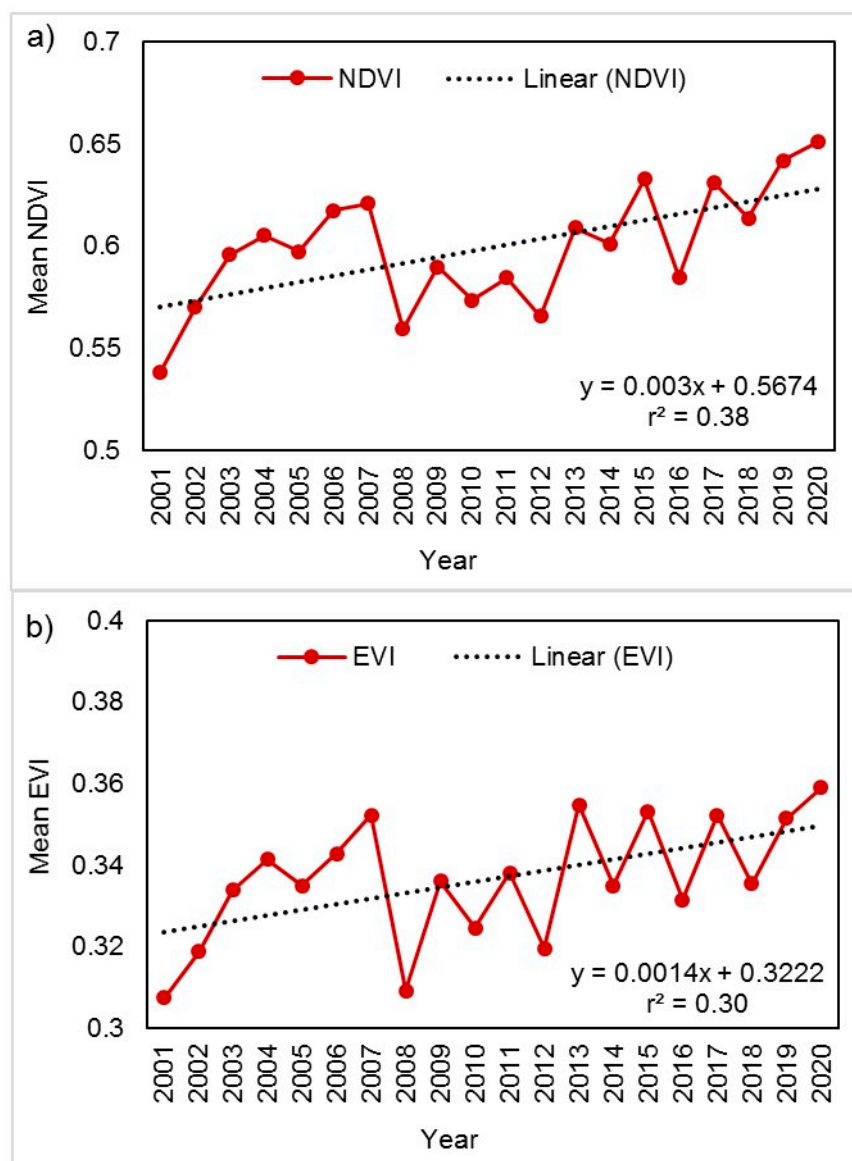 a)
0.7
NDVI Linear (NDVI)
0.65
0.6
0.55
0.5
Mean NDVI
y = 0.003x + 0.5674
r² = 0.38
2001 2002 2003 2004 2005 2006 2007 2008 2009 2010 2011 2012 2013 2014 2015 2016 2017 2018 2019 2020
Year
b)
0.4
EVI Linear (EVI)
0.38
0.36
0.34
0.32
0.3
Mean EVI
y = 0.0014x + 0.3222
r² = 0.30
2001 2002 2003 2004 2005 2006 2007 2008 2009 2010 2011 2012 2013 2014 2015 2016 2017 2018 2019 2020
Year